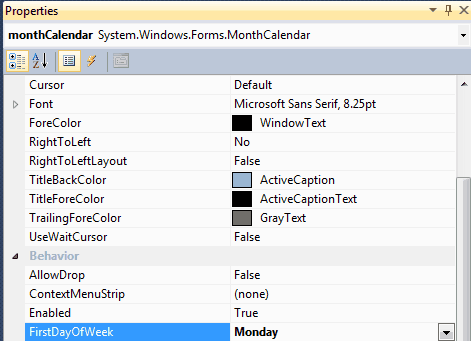 Properties
monthCalendar System.Windows.Forms.MonthCalendar
Cursor Default
Font Microsoft Sans Serif, 8.25pt
ForeColor WindowText
RightToLeft No
RightToLeftLayout False
TitleBackColor ActiveCaption
TitleForeColor ActiveCaptionText
TrailingForeColor GrayText
UseWaitCursor False
Behavior
AllowDrop False
ContextMenuStrip (none)
Enabled True
FirstDayOfWeek Monday